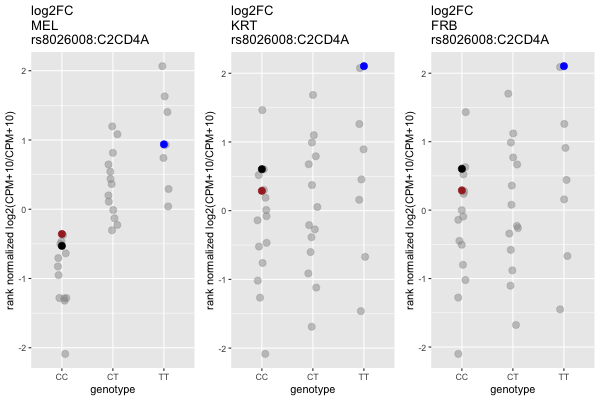 log2FC
MEL
rs8026008:C2CD4A
rank normalized log2(CPM+10/CPM+10)
2
1
0
-1
-2
CC
CT
TT
genotype
log2FC
KRT
rs8026008:C2CD4A
rank normalized log2(CPM+10/CPM+10)
2
1
0
-1
-2
CC
CT
TT
genotype
log2FC
FRB
rs8026008:C2CD4A
rank normalized log2(CPM+10/CPM+10)
2
1
0
-1
-2
CC
CT
TT
genotype